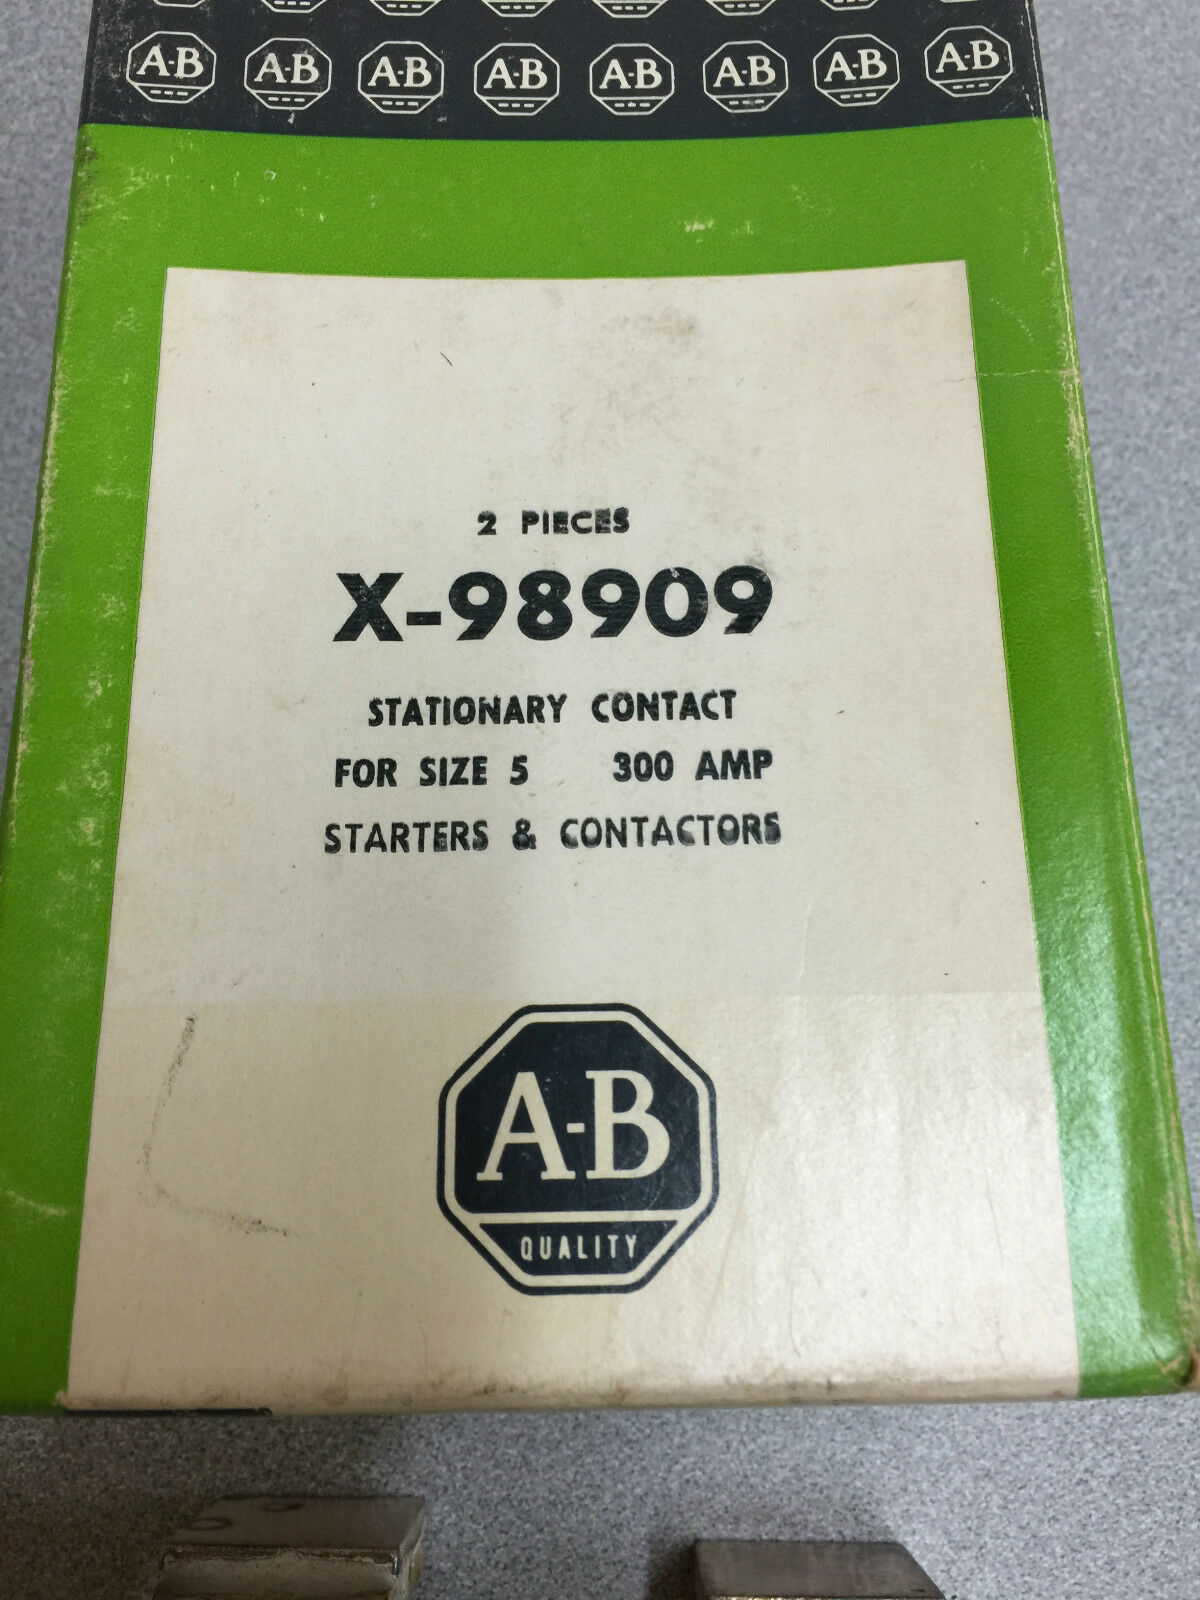 A-B A-B A-B A-B A-B A-B A-B A-B
2 PIECES
X-98909
STATIONARY CONTACT
FOR SIZE 5 300 AMP
STARTERS & CONTACTORS
A-B
QUALITY